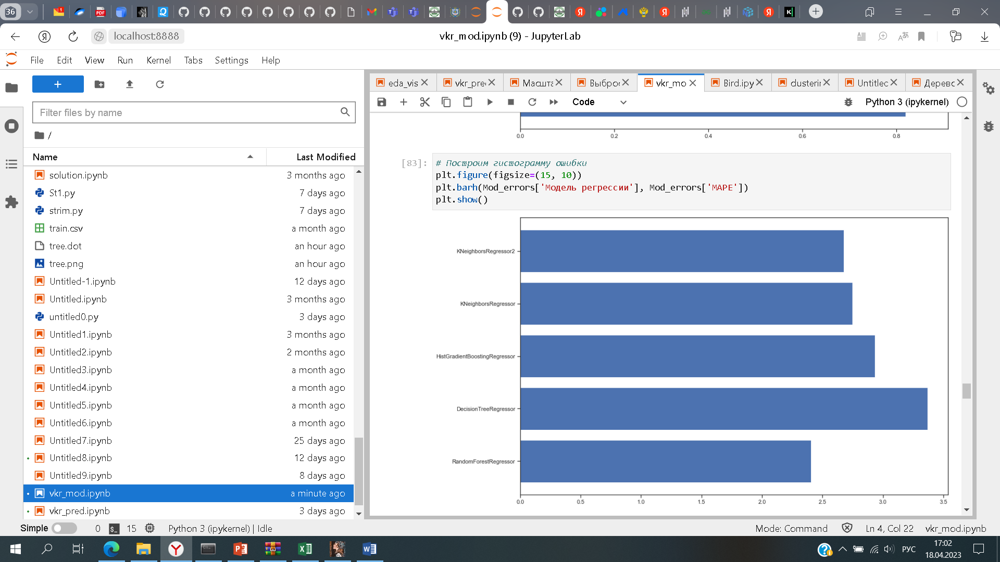 36
1
PDF
localhost:8888
vkr_mod.ipynb (9) - JupyterLab
File Edit View Run Kernel Tabs Settings Help
eda_vis vkr_pre Масшта Выброс vkr_mo Bird.ipy clusterin Untitled Дерево
Filter files by name
Code
Python 3 (ipykernel)
/
Name Last Modified
solution.ipynb 3 months ago
St1.py 7 days ago
strim.py 7 days ago
train.csv a month ago
tree.dot an hour ago
tree.png an hour ago
Untitled-1.ipynb 12 days ago
Untitled.ipynb 3 months ago
untitled0.py 3 days ago
Untitled1.ipynb 3 months ago
Untitled2.ipynb 2 months ago
Untitled3.ipynb a month ago
Untitled4.ipynb a month ago
Untitled5.ipynb a month ago
Untitled6.ipynb a month ago
Untitled7.ipynb 25 days ago
Untitled8.ipynb 12 days ago
Untitled9.ipynb 8 days ago
vkr_mod.ipynb a minute ago
vkr_pred.ipynb 3 days ago
0.0 0.2 0.4 0.6 0.8
[83]:
# Построим гистограмму ошибки
plt.figure(figsize=(15, 10))
plt.barh(Mod_errors['Модель регрессии'], Mod_errors['MAPE'])
plt.show()
KNeighborsRegressor2
KNeighborsRegressor
HistGradientBoostingRegressor
DecisionTreeRegressor
RandomForestRegressor
0.0 0.5 1.0 1.5 2.0 2.5 3.0 3.5
Simple 0 15 Python 3 (ipykernel) | Idle
Mode: Command Ln 4, Col 22 vkr_mod.ipynb
РУС
17:02
18.04.2023